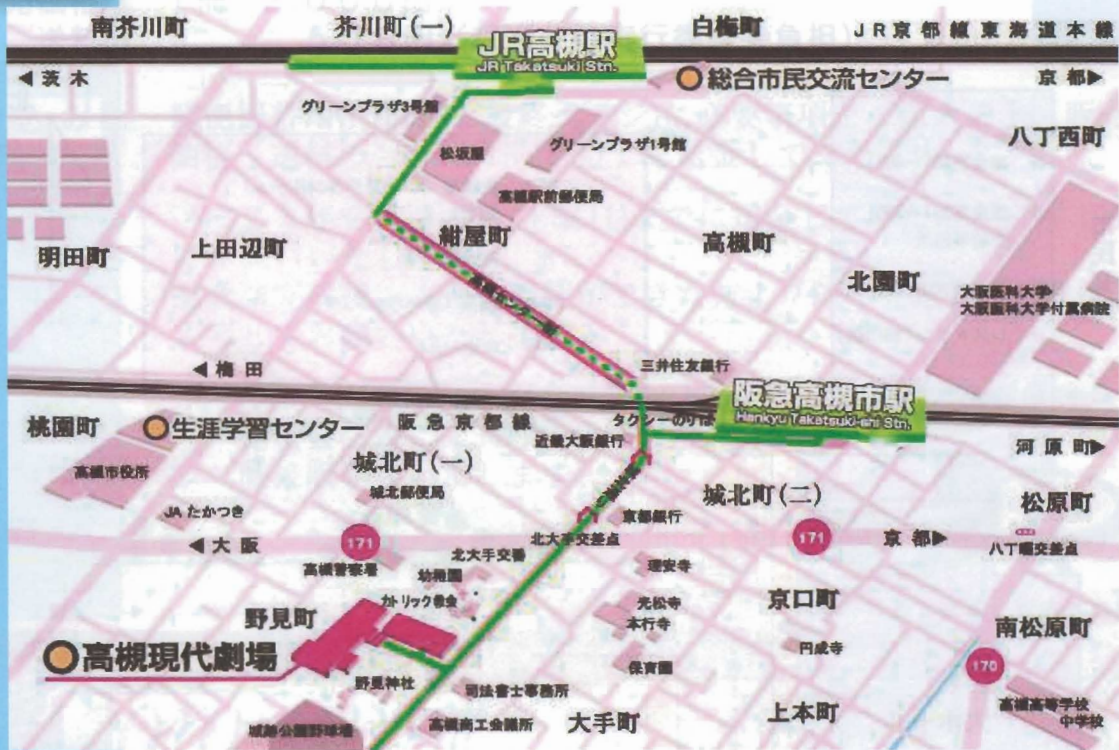 南芥川町
芥川町(一)
JR高槻駅
JR Takatsuki Stn.
白梅町
JR京都線東海道本線
◀茨木
総合市民交流センター
京都▶
グリーンプラザ3号館
松坂屋
グリーンプラザ1号館
八丁西町
高槻駅前郵便局
明田町
上田辺町
紺屋町
高槻町
北園町
大阪医科大学
大阪医科大学付属病院
◀梅田
三井住友銀行
阪急高槻市駅
Hankyu Takatsuki-shi Stn.
桃園町
生涯学習センター
阪急京都線
タクシーのりば
近畿大阪銀行
河原町▶
高槻市役所
城北町(一)
城北郵便局
城北町(二)
松原町
JAたかつき
京都銀行
◀大阪
171
北大手交差点
171
京都▶
八丁畷交差点
高槻警察署
北大手交番
幼稚園
理安寺
カトリック教会
野見町
光松寺
本行寺
京口町
南松原町
高槻現代劇場
円成寺
保育園
170
野見神社
司法書士事務所
高槻高等学校
中学校
城跡公園野球場
高槻商工会議所
大手町
上本町